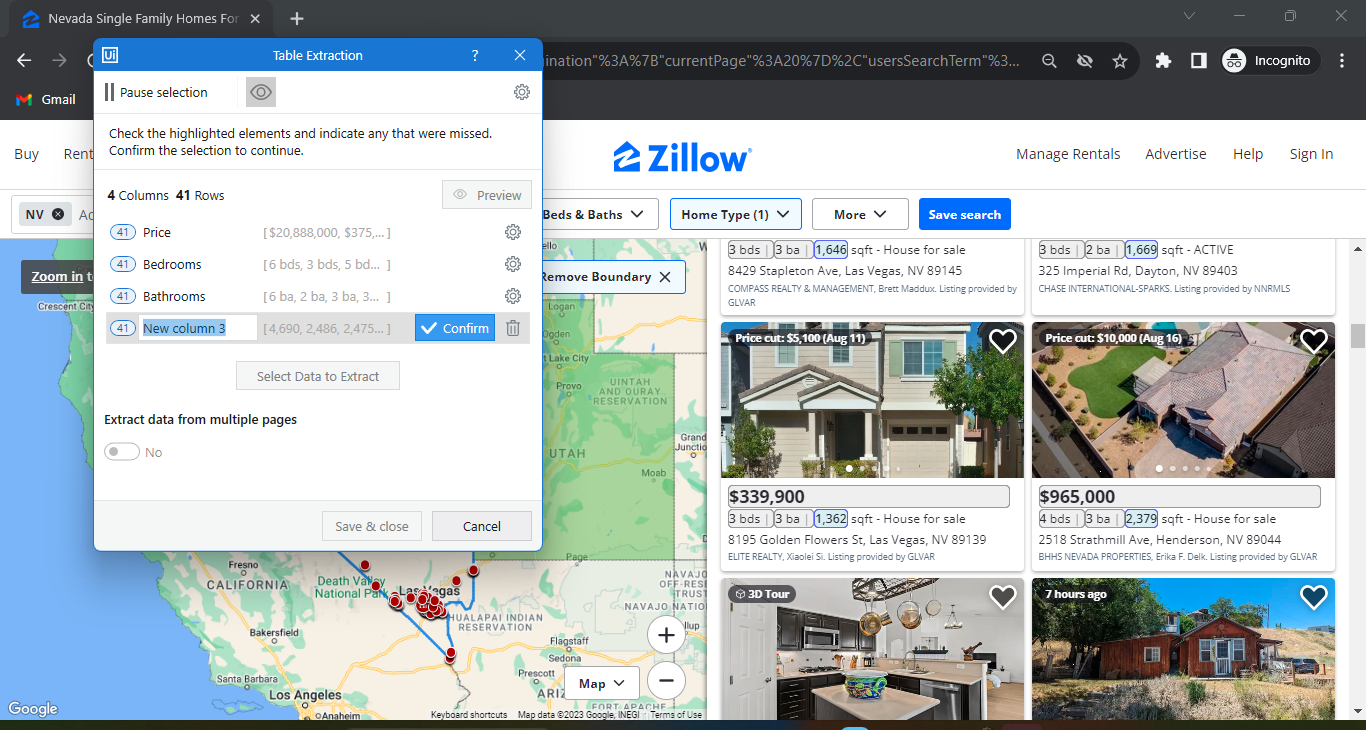 Nevada Single Family Homes For
Ui
Table Extraction
?
ination"%3A%7B"currentPage"%3A20%7D%2C"usersSearchTerm"%3...
Incognito
Gmail
Pause selection
Check the highlighted elements and indicate any that were missed.
Confirm the selection to continue.
Buy
Rent
Zillow
Manage Rentals
Advertise
Help
Sign In
4 Columns 41 Rows
Preview
NV
Beds & Baths
Home Type (1)
More
Save search
41
Price
[ $20,888,000, $375,... ]
41
Bedrooms
[ 6 bds, 3 bds, 5 bd... ]
41
Bathrooms
[ 6 ba, 2 ba, 3 ba, 3... ]
41
New column 3
[ 4,690, 2,486, 2,475... ]
Confirm
Select Data to Extract
Extract data from multiple pages
No
Save & close
Cancel
Zoom in t
Remove Boundary
Crescent City
Ogden
t Lake City
Provo
UINTAH
AND OURAY
RESERVATION
Grand
Junctio
UTAH
Moab
Page
Fresno
CALIFORNIA
Death Valley
National Park
Las Vegas
NAVAJO
HUALAPAI INDIAN
RESERVATION
Bakersfield
Flagstaff
Sedona
Prescott
Santa Barbara
Los Angeles
Anaheim
FORT APACHE
Map
Google
Keyboard shortcuts
Map data ©2023 Google, INEGI
Terms of Use
3 bds | 3 ba | 1,646 sqft - House for sale
8429 Stapleton Ave, Las Vegas, NV 89145
COMPASS REALTY & MANAGEMENT, Brett Maddux. Listing provided by
GLVAR
3 bds | 2 ba | 1,669 sqft - ACTIVE
325 Imperial Rd, Dayton, NV 89403
CHASE INTERNATIONAL-SPARKS. Listing provided by NNRMLS
Price cut: $5,100 (Aug 11)
$339,900
3 bds | 3 ba | 1,362 sqft - House for sale
8195 Golden Flowers St, Las Vegas, NV 89139
ELITE REALTY, Xiaolei Si. Listing provided by GLVAR
Price cut: $10,000 (Aug 16)
$965,000
4 bds | 3 ba | 2,379 sqft - House for sale
2518 Strathmill Ave, Henderson, NV 89044
BHHS NEVADA PROPERTIES, Erika F. Delk. Listing provided by GLVAR
3D Tour
7 hours ago